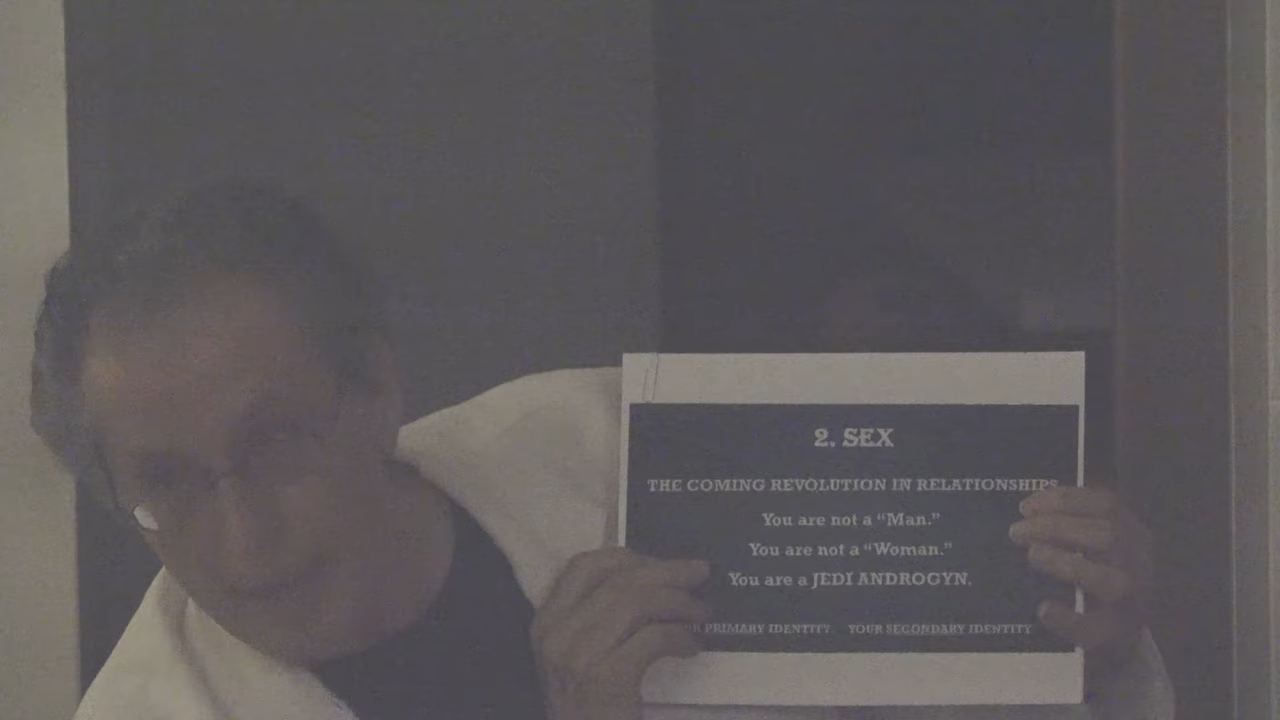 2. SEX
THE COMING REVOLUTION IN RELATIONSHIPS
You are not a “Man.”
You are not a “Woman.”
You are a JEDI ANDROGYN.
PRIMARY IDENTITY YOUR SECONDARY IDENTITY